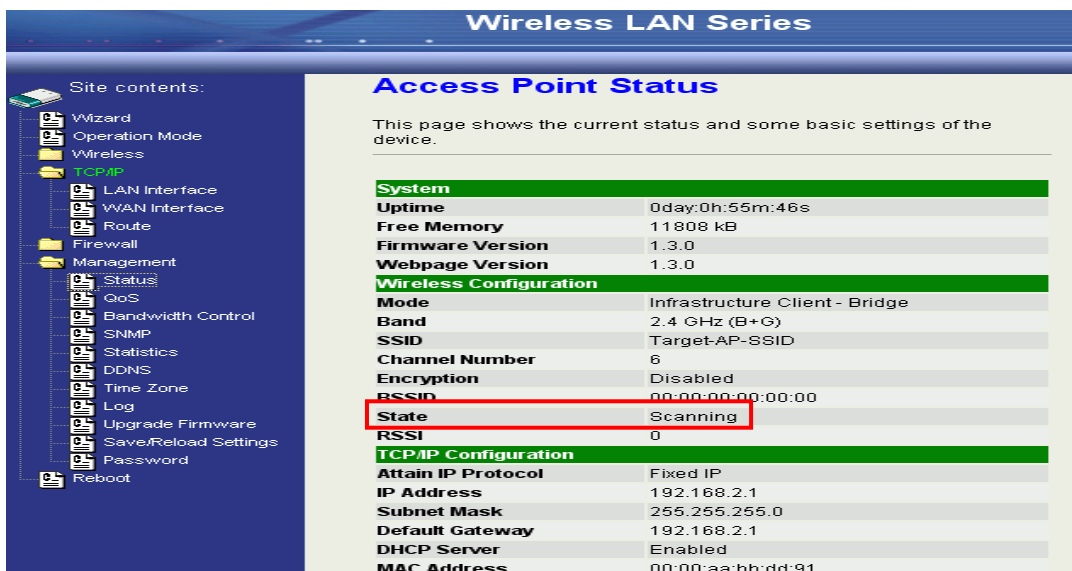 Wireless LAN Series
Site contents:
Wizard
Operation Mode
Wireless
TCP/IP
LAN Interface
WAN Interface
Route
Firewall
Management
Status
QoS
Bandwidth Control
SNMP
Statistics
DDNS
Time Zone
Log
Upgrade Firmware
Save/Reload Settings
Password
Reboot
Access Point Status
This page shows the current status and some basic settings of the
device.
System
Uptime 0day:0h:55m:46s
Free Memory 11808 kB
Firmware Version 1.3.0
Webpage Version 1.3.0
Wireless Configuration
Mode Infrastructure Client - Bridge
Band 2.4 GHz (B+G)
SSID Target-AP-SSID
Channel Number 6
Encryption Disabled
BSSID 00:00:00:00:00:00
State Scanning
RSSI 0
TCP/IP Configuration
Attain IP Protocol Fixed IP
IP Address 192.168.2.1
Subnet Mask 255.255.255.0
Default Gateway 192.168.2.1
DHCP Server Enabled
MAC Address 00:00:aa:bb:dd:91